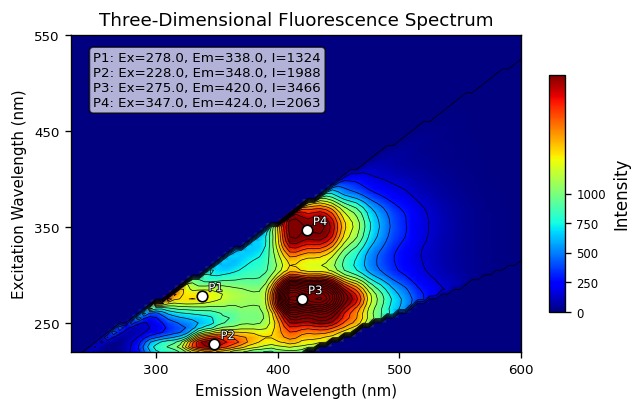 Three-Dimensional Fluorescence Spectrum
550
450
350
250
Excitation Wavelength (nm)
P1: Ex=278.0, Em=338.0, I=1324
P2: Ex=228.0, Em=348.0, I=1988
P3: Ex=275.0, Em=420.0, I=3466
P4: Ex=347.0, Em=424.0, I=2063
P4
P1
P3
P2
300
400
500
600
Emission Wavelength (nm)
1000
750
500
250
0
Intensity